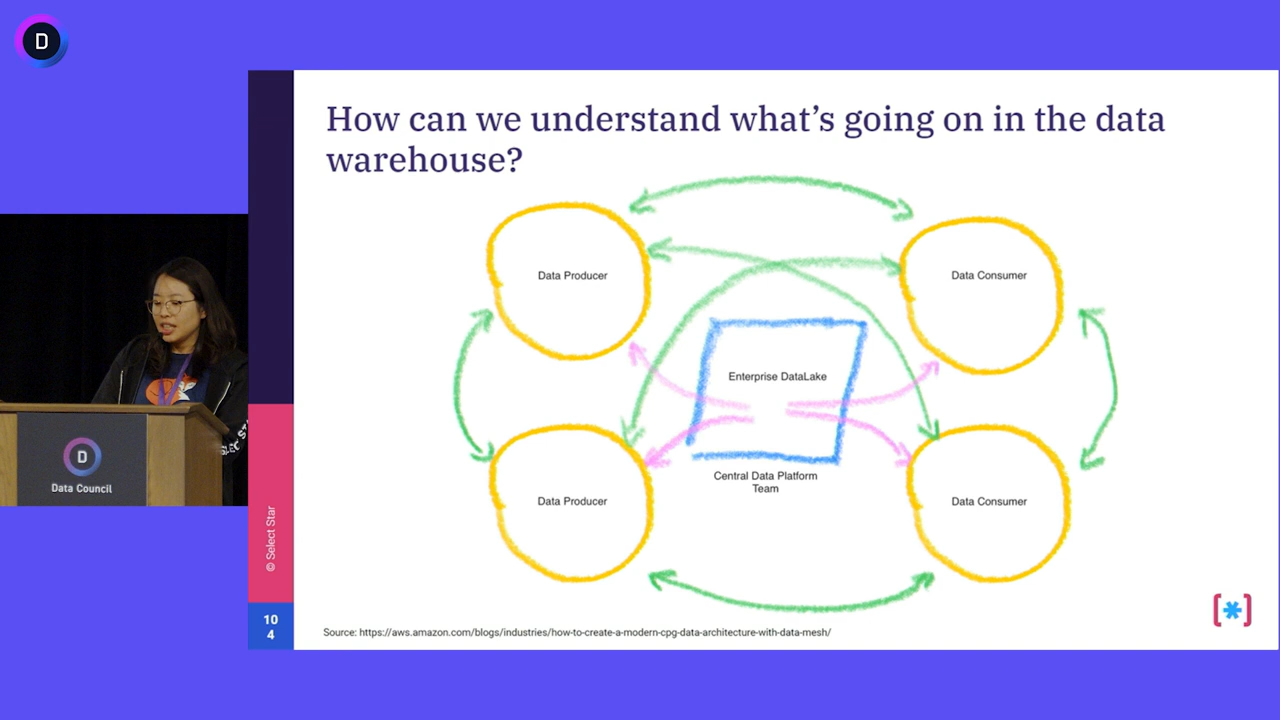 D
How can we understand what's going on in the data
warehouse?
Data Producer
Data Consumer
Enterprise DataLake
Central Data Platform
Team
Data Producer
Data Consumer
D
Data Council
© Select Star
10
4
Source: https://aws.amazon.com/blogs/industries/how-to-create-a-modern-cpg-data-architecture-with-data-mesh/
[*]